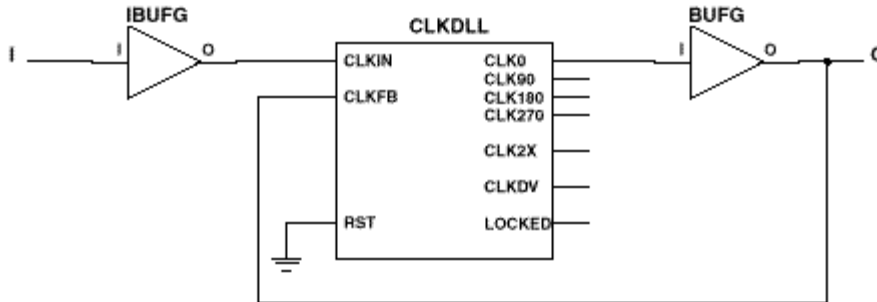 IBUFG
CLKDLL
BUFG
I
I
O
CLKIN
CLKFB
RST
CLK0
CLK90
CLK180
CLK270
CLK2X
CLKDV
LOCKED
I
O